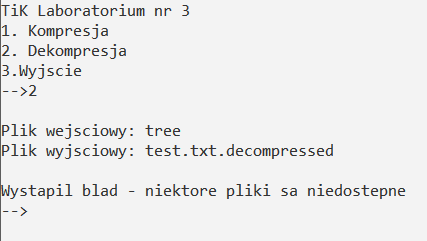 TiK Laboratorium nr 3
1. Kompresja
2. Dekompresja
3.Wyjscie
-->2
Plik wejsciowy: tree
Plik wyjsciowy: test.txt.decompressed
Wystapil blad - niektore pliki sa niedostepne
-->